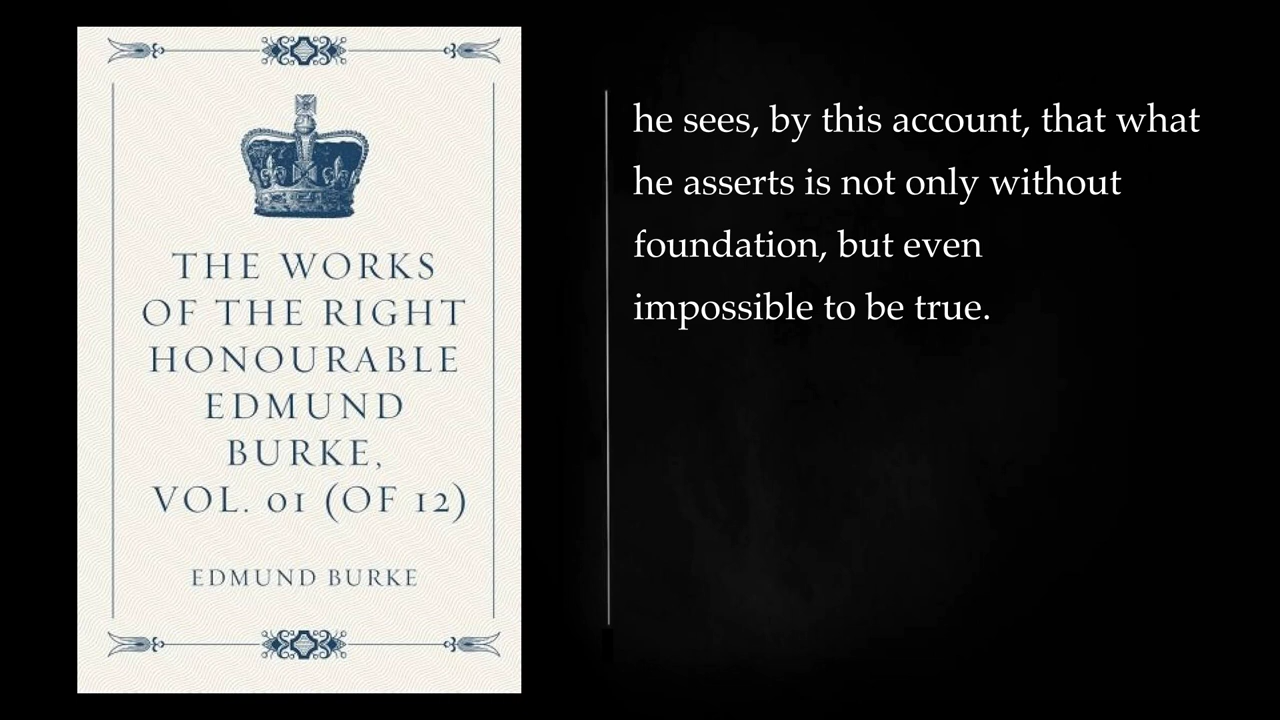 THE WORKS
OF THE RIGHT
HONOURABLE
EDMUND
BURKE,
VOL. 01 (OF 12)
EDMUND BURKE
he sees, by this account, that what
he asserts is not only without
foundation, but even
impossible to be true.